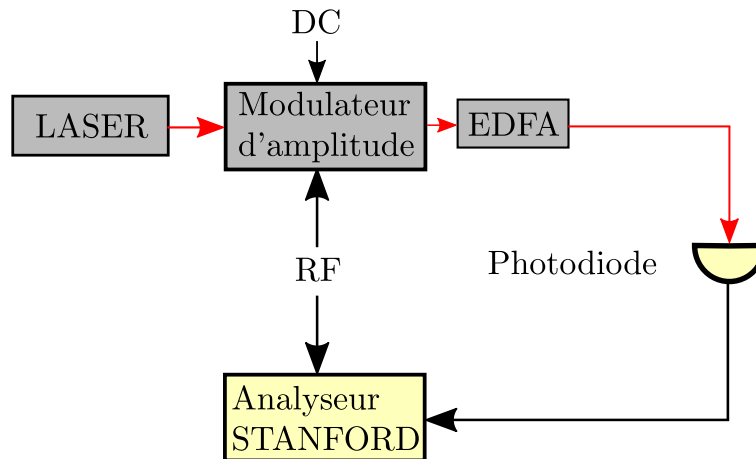 DC
LASER
Modulateur
d'amplitude
EDFA
RF
Photodiode
Analyseur
STANFORD